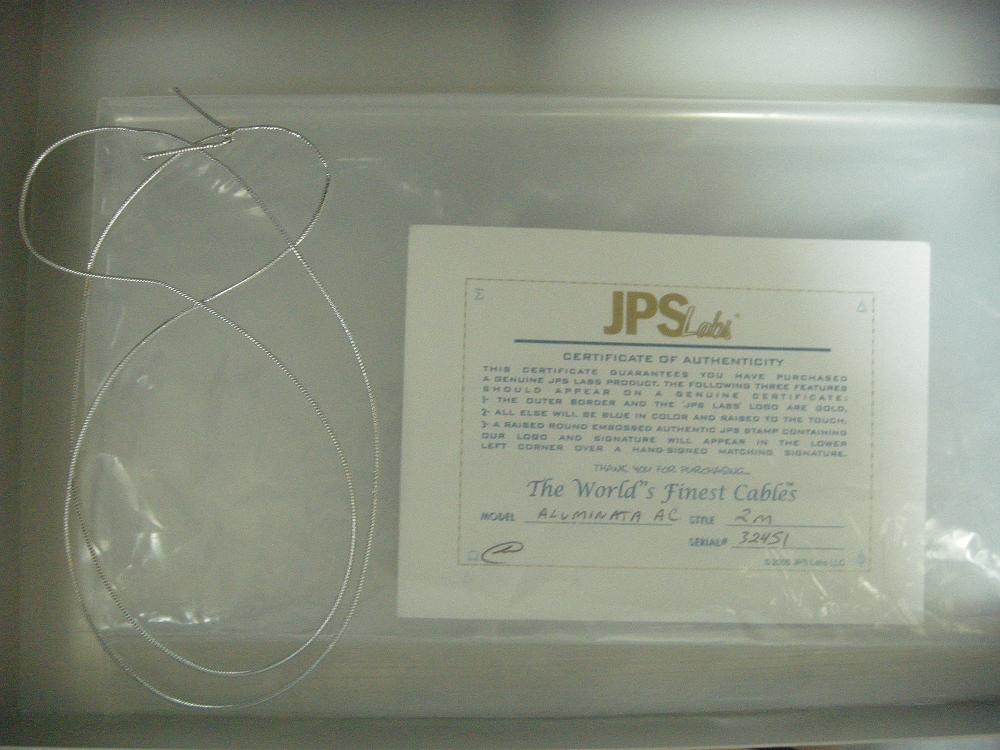 JPS Labs
CERTIFICATE OF AUTHENTICITY
THIS CERTIFICATE GUARANTEES YOU HAVE PURCHASED
A GENUINE JPS LABS PRODUCT. THE FOLLOWING THREE FEATURES
SHOULD APPEAR ON A GENUINE CERTIFICATE:
1- THE OUTER BORDER AND THE 'JPS LABS' LOGO ARE GOLD,
2- ALL ELSE WILL BE BLUE IN COLOR AND RAISED TO THE TOUCH,
3- A RAISED ROUND EMBOSSED AUTHENTIC JPS STAMP CONTAINING
OUR LOGO AND SIGNATURE WILL APPEAR IN THE LOWER
LEFT CORNER OVER A HAND-SIGNED MATCHING SIGNATURE.
THANK YOU FOR PURCHASING...
The World"s Finest Cables™
MODEL ALUMINATA AC STYLE 2M
SERIAL# 32451
JPS Labs LLC